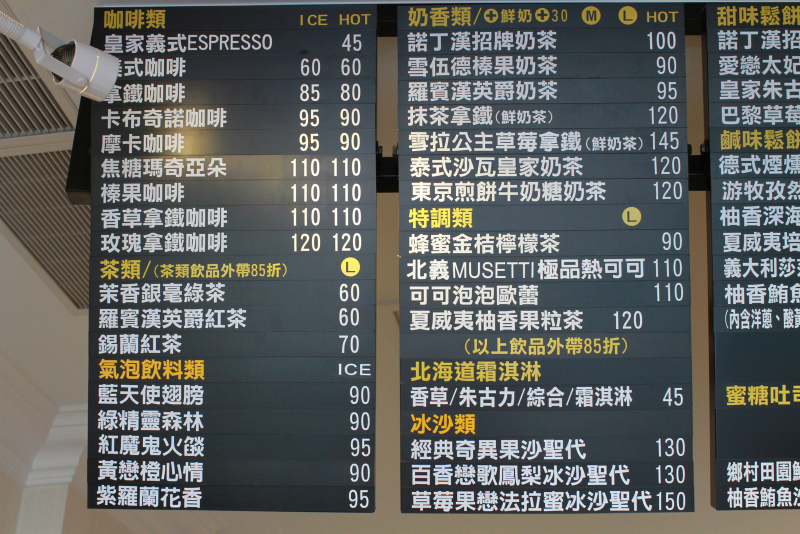 咖啡類 ICE HOT
皇家義式ESPRESSO 45
美式咖啡 60 60
拿鐵咖啡 85 80
卡布奇諾咖啡 95 90
摩卡咖啡 95 90
焦糖瑪奇亞朵 110 110
榛果咖啡 110 110
香草拿鐵咖啡 110 110
玫瑰拿鐵咖啡 120 120
茶類/(茶類飲品外帶85折) L
茉香銀毫綠茶 60
羅賓漢英爵紅茶 60
錫蘭紅茶 70
氣泡飲料類 ICE
藍天使翅膀 90
綠精靈森林 90
紅魔鬼火燄 95
黃戀橙心情 90
紫羅蘭花香 95
奶香類/+鮮奶+30 M L HOT
諾丁漢招牌奶茶 100
雪伍德榛果奶茶 90
羅賓漢英爵奶茶 95
抹茶拿鐵(鮮奶茶) 120
雪拉公主草莓拿鐵(鮮奶茶) 145
泰式沙瓦皇家奶茶 120
東京煎餅牛奶糖奶茶 120
特調類 L
蜂蜜金桔檸檬茶 90
北義MUSETTI極品熱可可 110
可可泡泡歐蕾 110
夏威夷柚香果粒茶 120
(以上飲品外帶85折)
北海道霜淇淋
香草/朱古力/綜合/霜淇淋 45
冰沙類
經典奇異果沙聖代 130
百香戀歌鳳梨冰沙聖代 130
草莓果戀法拉蜜冰沙聖代 150
甜味鬆餅
諾丁漢招
愛戀太妃
皇家朱古
巴黎草莓
鹹味鬆餅
德式煙燻
游牧孜然
柚香深海
夏威夷培
義大利莎
柚香鮪魚
(內含洋蔥、酸黃
蜜糖吐司
鄉村田園
柚香鮪魚